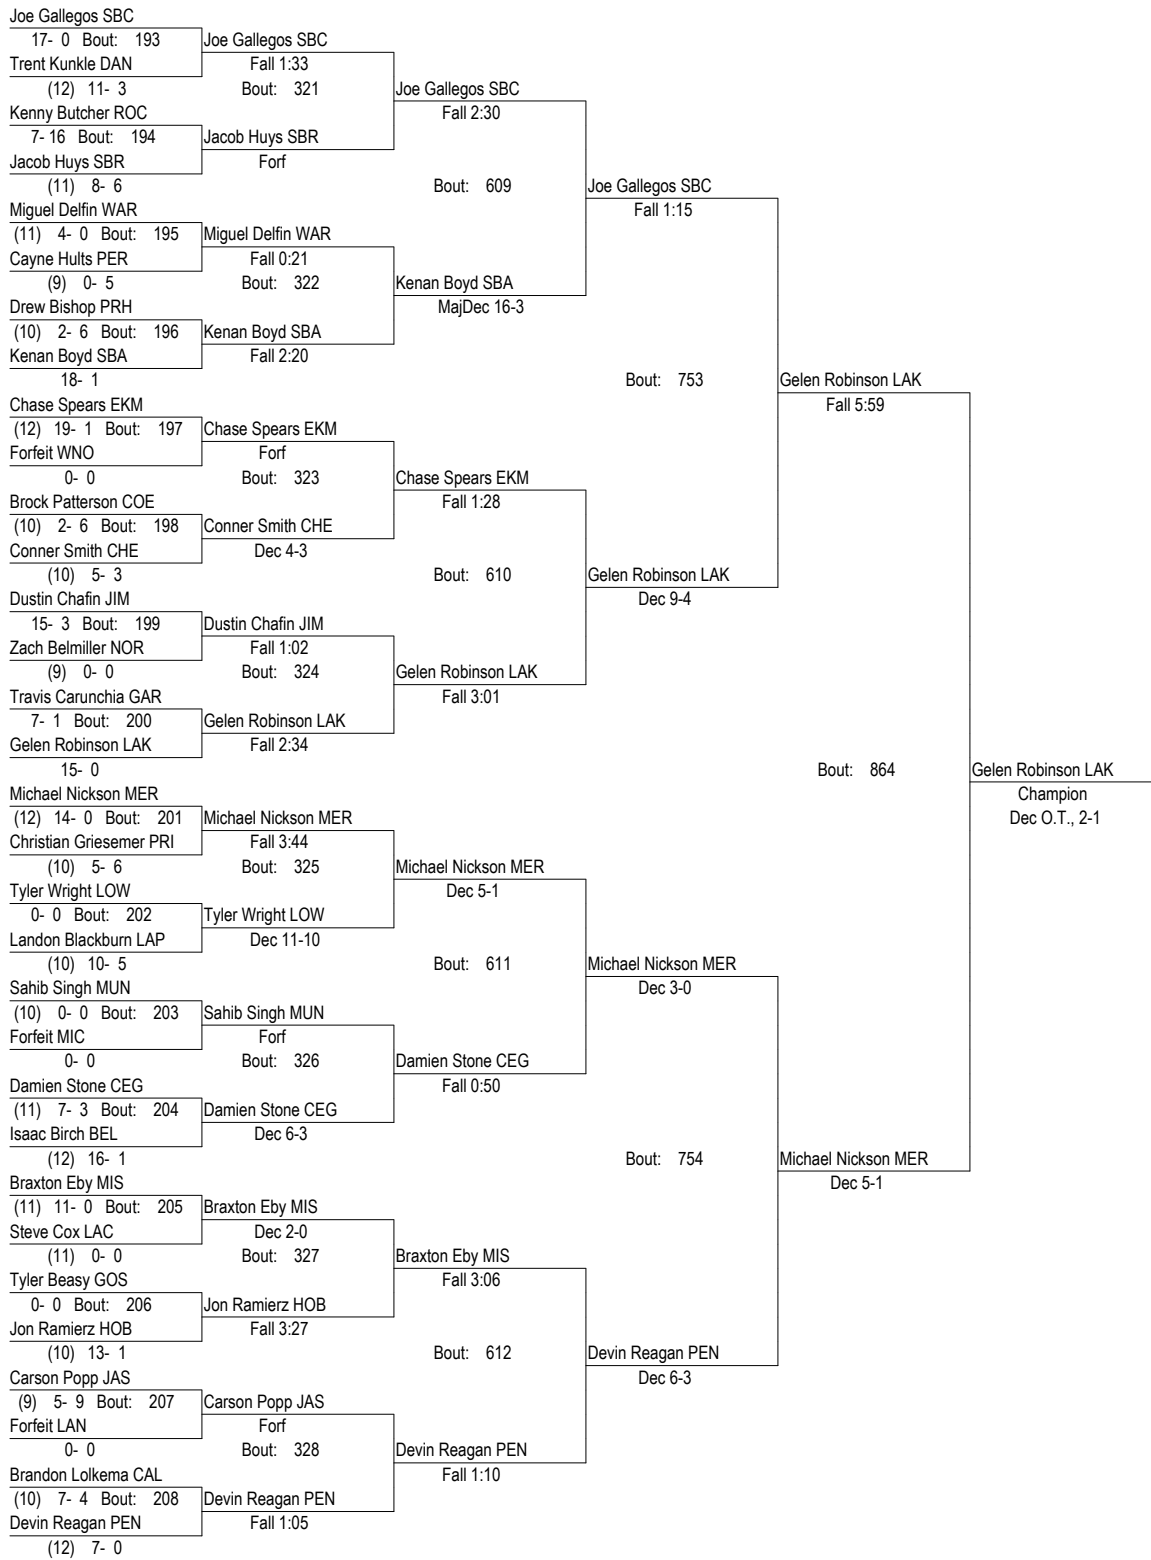 Joe Gallegos SBC
17- 0 Bout: 193
Joe Gallegos SBC
Trent Kunkle DAN
Fall 1:33
(12) 11- 3
Bout: 321
Joe Gallegos SBC
Kenny Butcher ROC
Fall 2:30
7- 16 Bout: 194
Jacob Huys SBR
Jacob Huys SBR
Forf
(11) 8- 6
Bout: 609
Joe Gallegos SBC
Miguel Delfin WAR
Fall 1:15
(11) 4- 0 Bout: 195
Miguel Delfin WAR
Cayne Hults PER
Fall 0:21
(9) 0- 5
Bout: 322
Kenan Boyd SBA
Drew Bishop PRH
MajDec 16-3
(10) 2- 6 Bout: 196
Kenan Boyd SBA
Kenan Boyd SBA
Fall 2:20
18- 1
Bout: 753
Gelen Robinson LAK
Chase Spears EKM
Fall 5:59
(12) 19- 1 Bout: 197
Chase Spears EKM
Forfeit WNO
Forf
0- 0
Bout: 323
Chase Spears EKM
Brock Patterson COE
Fall 1:28
(10) 2- 6 Bout: 198
Conner Smith CHE
Conner Smith CHE
Dec 4-3
(10) 5- 3
Bout: 610
Gelen Robinson LAK
Dustin Chafin JIM
Dec 9-4
15- 3 Bout: 199
Dustin Chafin JIM
Zach Belmiller NOR
Fall 1:02
(9) 0- 0
Bout: 324
Gelen Robinson LAK
Travis Carunchia GAR
Fall 3:01
7- 1 Bout: 200
Gelen Robinson LAK
Gelen Robinson LAK
Fall 2:34
15- 0
Bout: 864
Gelen Robinson LAK
Michael Nickson MER
Champion
(12) 14- 0 Bout: 201
Michael Nickson MER
Dec O.T., 2-1
Christian Griesemer PRI
Fall 3:44
(10) 5- 6
Bout: 325
Michael Nickson MER
Tyler Wright LOW
Dec 5-1
0- 0 Bout: 202
Tyler Wright LOW
Landon Blackburn LAP
Dec 11-10
(10) 10- 5
Bout: 611
Michael Nickson MER
Sahib Singh MUN
Dec 3-0
(10) 0- 0 Bout: 203
Sahib Singh MUN
Forfeit MIC
Forf
0- 0
Bout: 326
Damien Stone CEG
Damien Stone CEG
Fall 0:50
(11) 7- 3 Bout: 204
Damien Stone CEG
Isaac Birch BEL
Dec 6-3
(12) 16- 1
Bout: 754
Michael Nickson MER
Braxton Eby MIS
Dec 5-1
(11) 11- 0 Bout: 205
Braxton Eby MIS
Steve Cox LAC
Dec 2-0
(11) 0- 0
Bout: 327
Braxton Eby MIS
Tyler Beasy GOS
Fall 3:06
0- 0 Bout: 206
Jon Ramierz HOB
Jon Ramierz HOB
Fall 3:27
(10) 13- 1
Bout: 612
Devin Reagan PEN
Carson Popp JAS
Dec 6-3
(9) 5- 9 Bout: 207
Carson Popp JAS
Forfeit LAN
Forf
0- 0
Bout: 328
Devin Reagan PEN
Brandon Lolkema CAL
Fall 1:10
(10) 7- 4 Bout: 208
Devin Reagan PEN
Devin Reagan PEN
Fall 1:05
(12) 7- 0